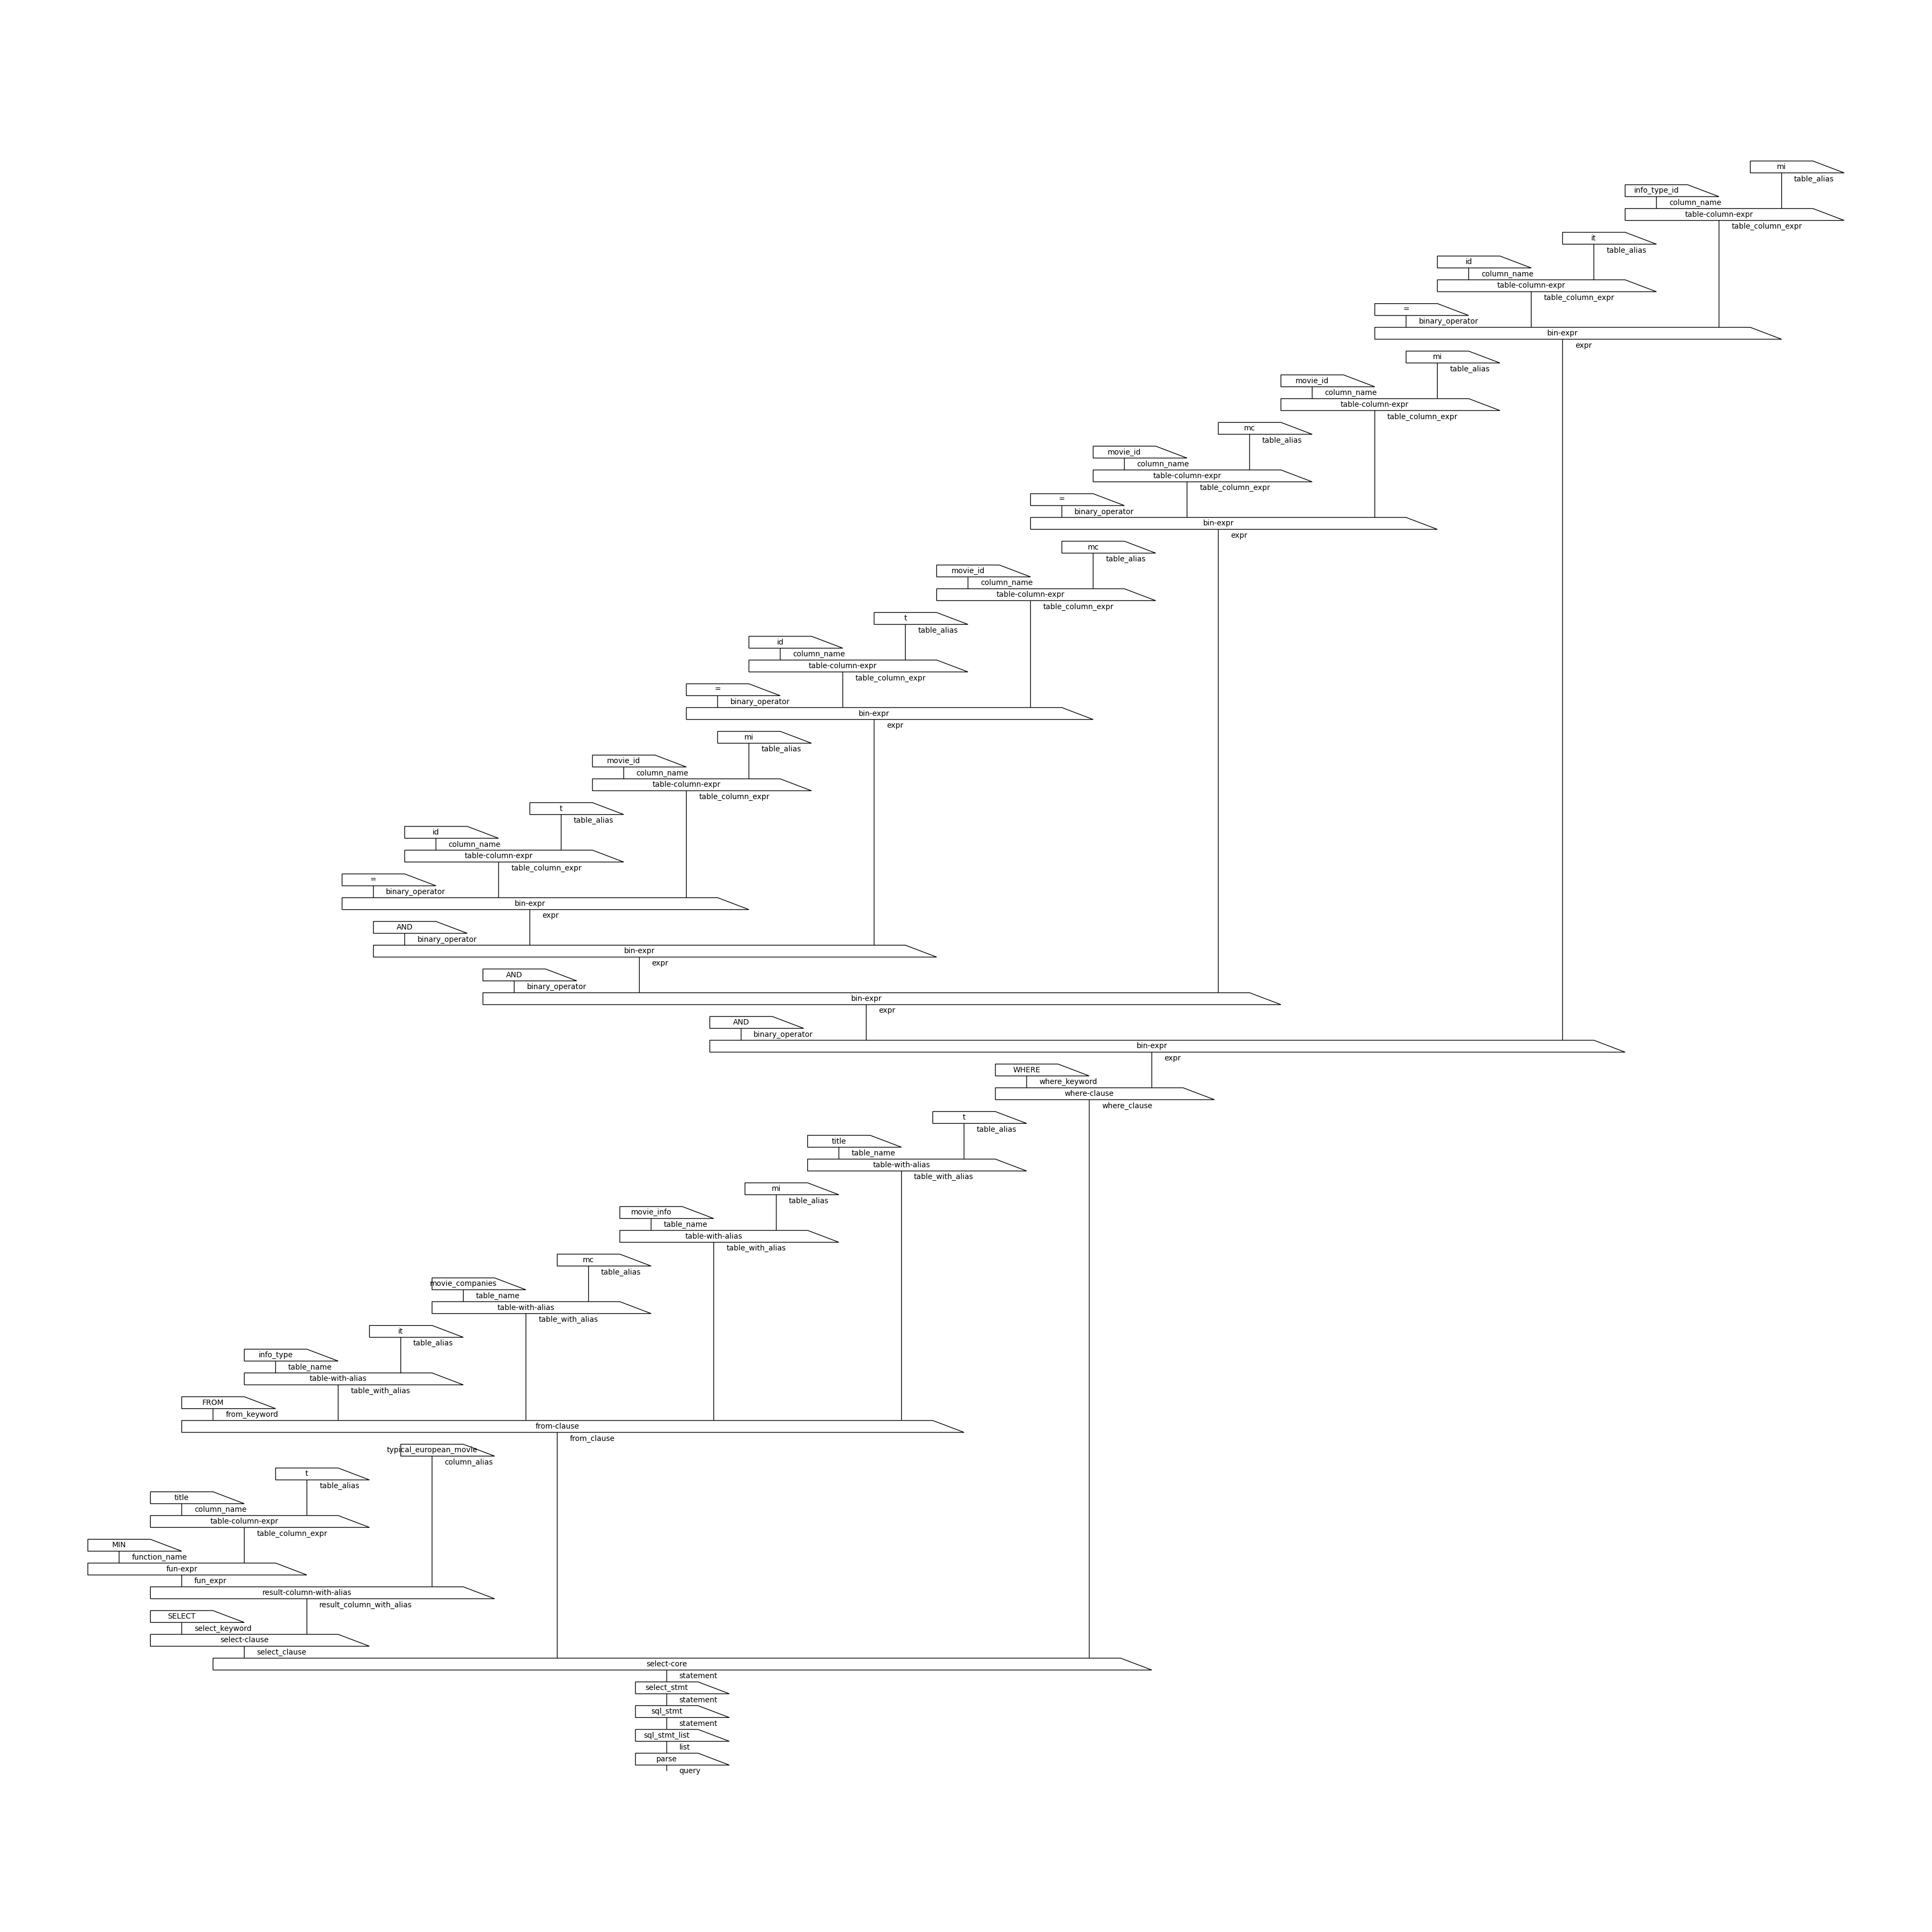 mi
table_alias
info_type_id
column_name
table-column-expr
table_column_expr
it
table_alias
id
column_name
table-column-expr
table_column_expr
=
binary_operator
bin-expr
expr
mi
table_alias
movie_id
column_name
table-column-expr
table_column_expr
mc
table_alias
movie_id
column_name
table-column-expr
table_column_expr
=
binary_operator
bin-expr
expr
mc
table_alias
movie_id
column_name
table-column-expr
table_column_expr
t
table_alias
id
column_name
table-column-expr
table_column_expr
=
binary_operator
bin-expr
expr
mi
table_alias
movie_id
column_name
table-column-expr
table_column_expr
t
table_alias
id
column_name
table-column-expr
table_column_expr
=
binary_operator
bin-expr
expr
AND
binary_operator
bin-expr
expr
AND
binary_operator
bin-expr
expr
AND
binary_operator
bin-expr
expr
WHERE
where_keyword
where-clause
where_clause
t
table_alias
title
table_name
table-with-alias
table_with_alias
mi
table_alias
movie_info
table_name
table-with-alias
table_with_alias
mc
table_alias
movie_companies
table_name
table-with-alias
table_with_alias
it
table_alias
info_type
table_name
table-with-alias
table_with_alias
FROM
from_keyword
from-clause
from_clause
typical_european_movie
column_alias
t
table_alias
title
column_name
table-column-expr
table_column_expr
MIN
function_name
fun-expr
fun_expr
result-column-with-alias
result_column_with_alias
SELECT
select_keyword
select-clause
select_clause
select-core
statement
select_stmt
statement
sql_stmt
statement
sql_stmt_list
list
parse
query